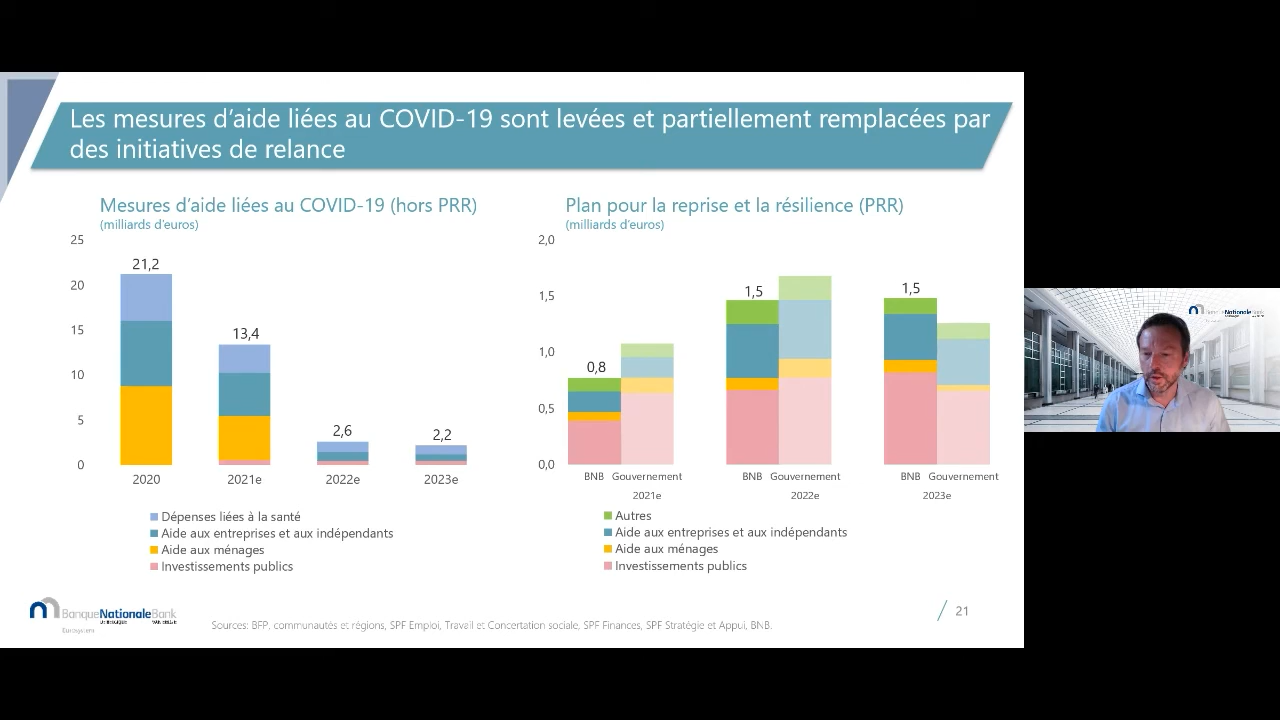 Les mesures d'aide liées au COVID-19 sont levées et partiellement remplacées par
des initiatives de relance
Mesures d'aide liées au COVID-19 (hors PRR)
(milliards d'euros)
25
20
15
10
5
0
21,2
13,4
2,6
2,2
2020
2021e
2022e
2023e
Dépenses liées à la santé
Aide aux entreprises et aux indépendants
Aide aux ménages
Investissements publics
Plan pour la reprise et la résilience (PRR)
(milliards d'euros)
2,0
1,5
1,0
0,5
0,0
0,8
1,5
1,5
BNB Gouvernement
2021e
BNB Gouvernement
2022e
BNB Gouvernement
2023e
Autres
Aide aux entreprises et aux indépendants
Aide aux ménages
Investissements publics
BanqueNationaleBank
Eurosystem
Sources: BFP, communautés et régions, SPF Emploi, Travail et Concertation sociale, SPF Finances, SPF Stratégie et Appui, BNB.
21
BanqueNationaleBank